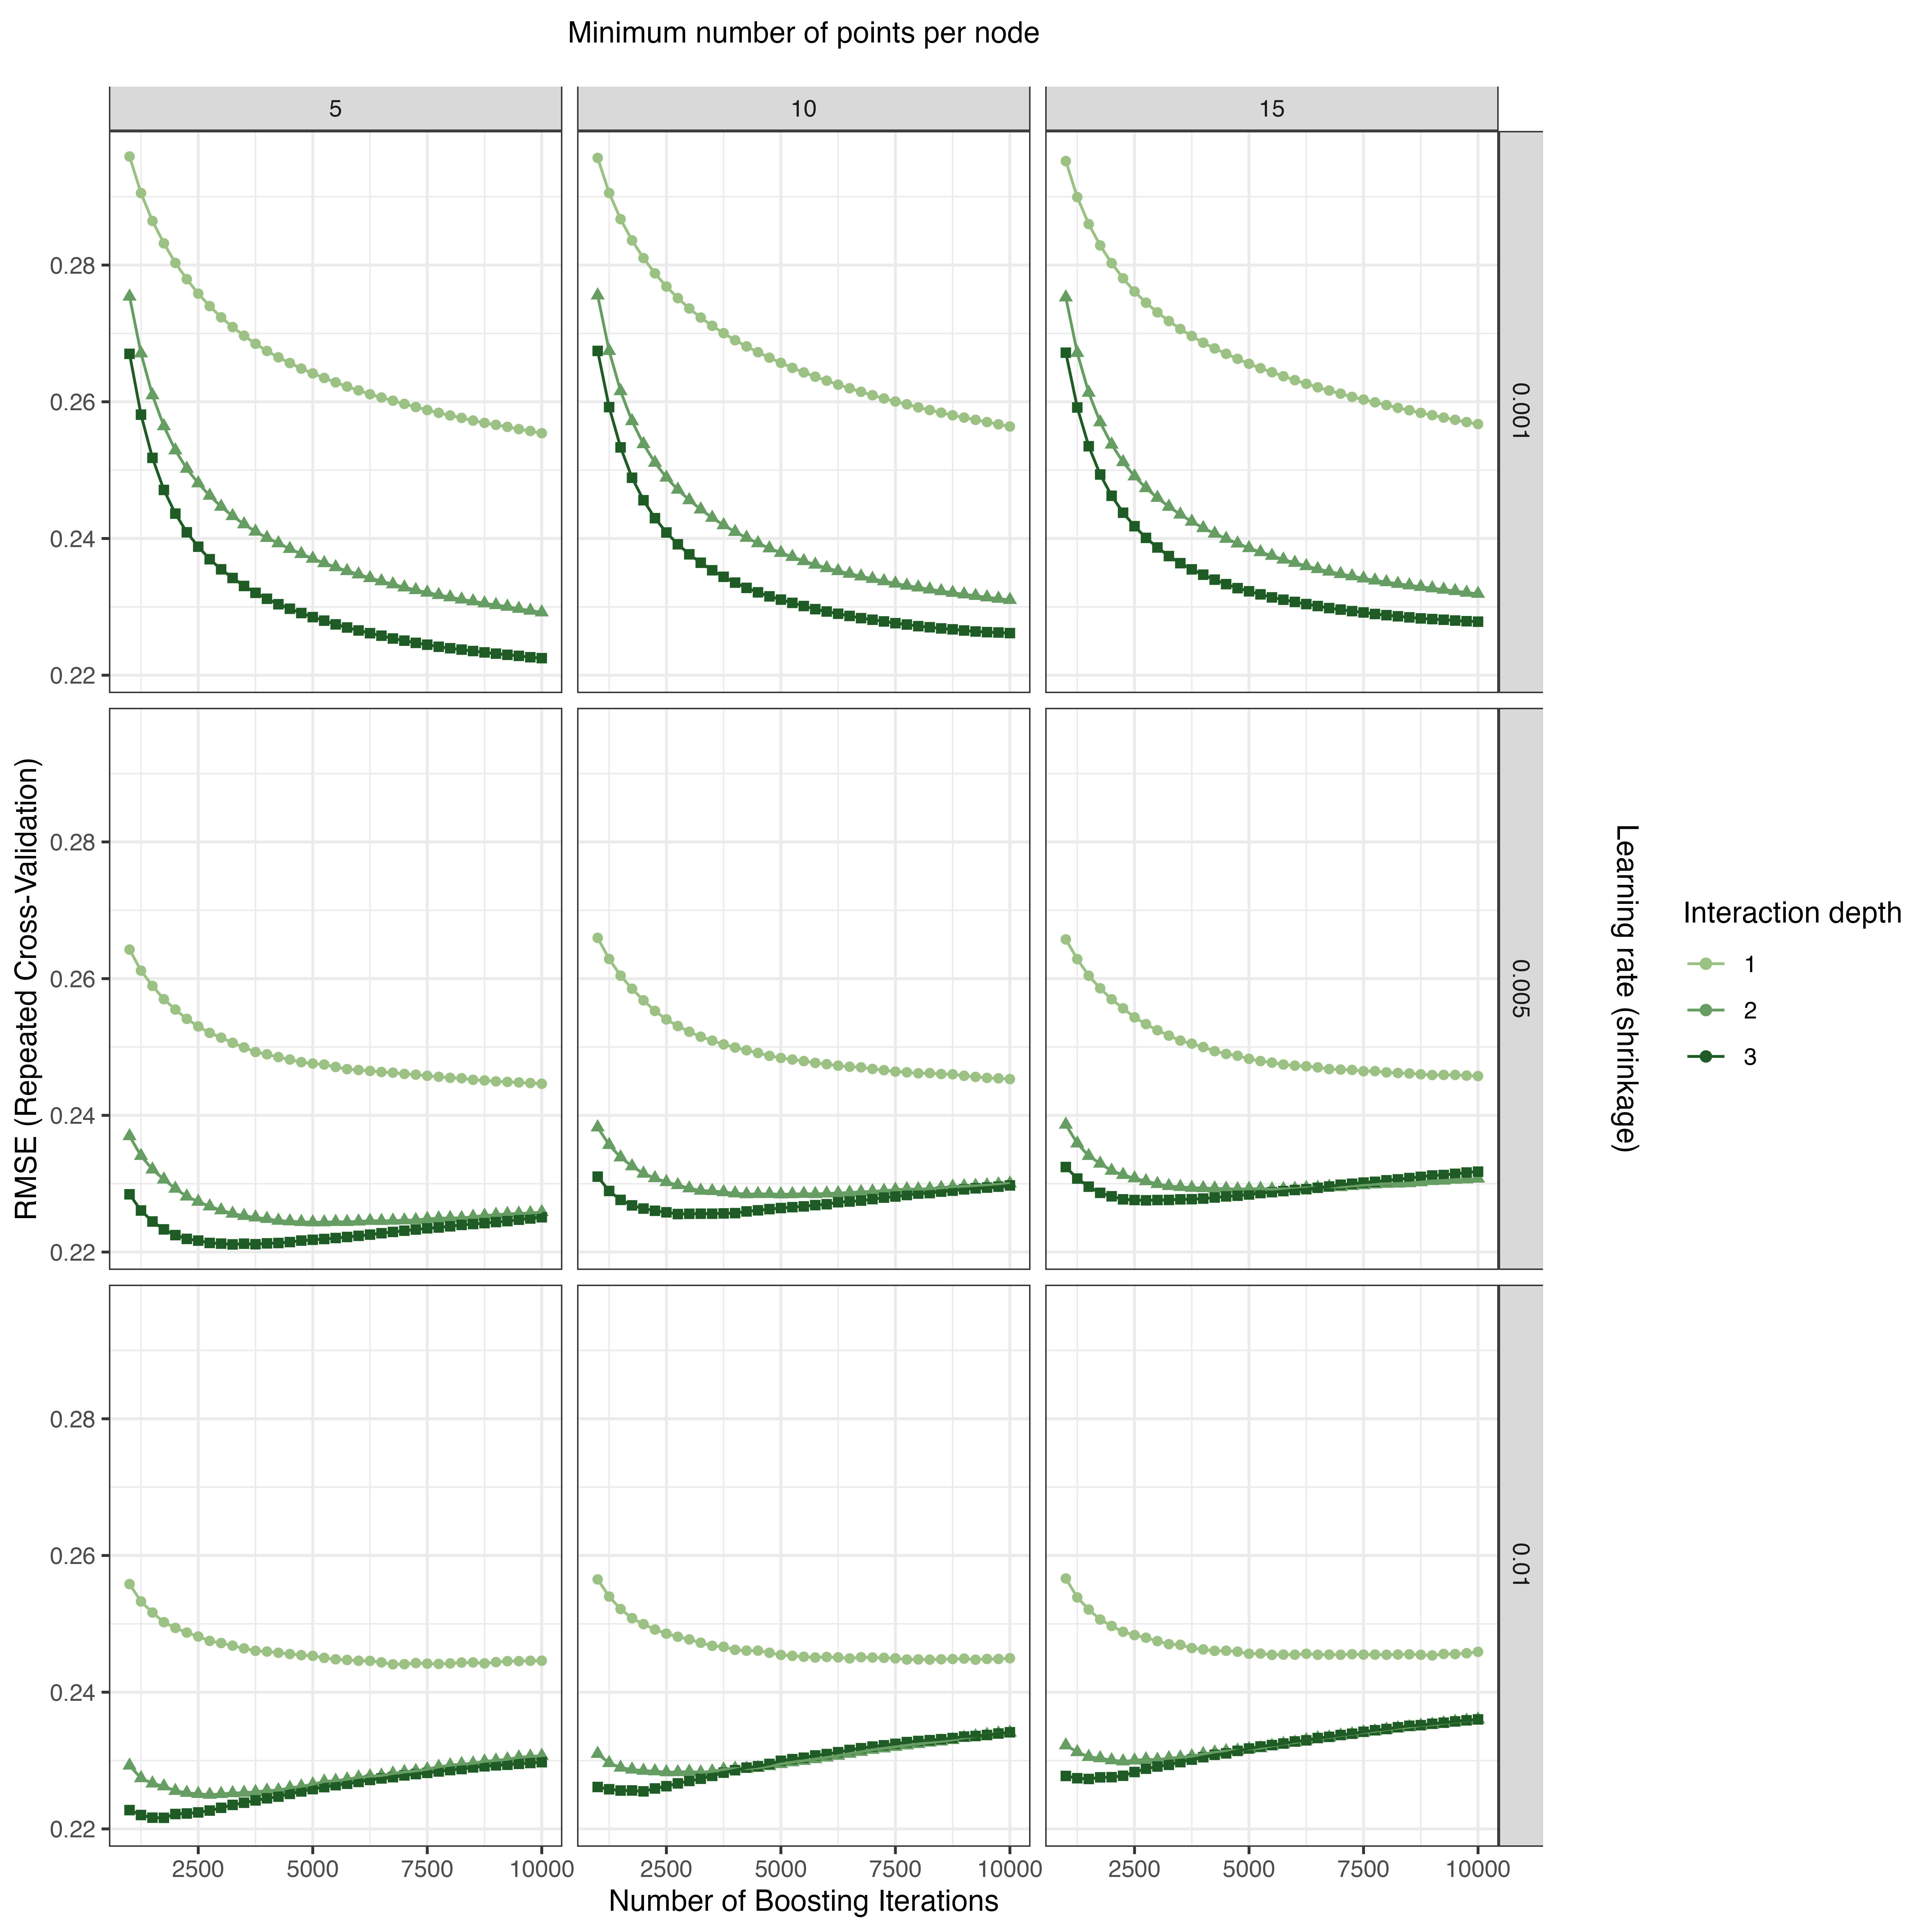 Minimum number of points per node
5
10
15
0.28
0.26
0.24
0.22
0.001
0.28
0.26
0.24
0.22
0.005
0.28
0.26
0.24
0.22
0.01
2500 5000 7500 10000
2500 5000 7500 10000
2500 5000 7500 10000
Number of Boosting Iterations
RMSE (Repeated Cross-Validation)
Learning rate (shrinkage)
Interaction depth
1
2
3